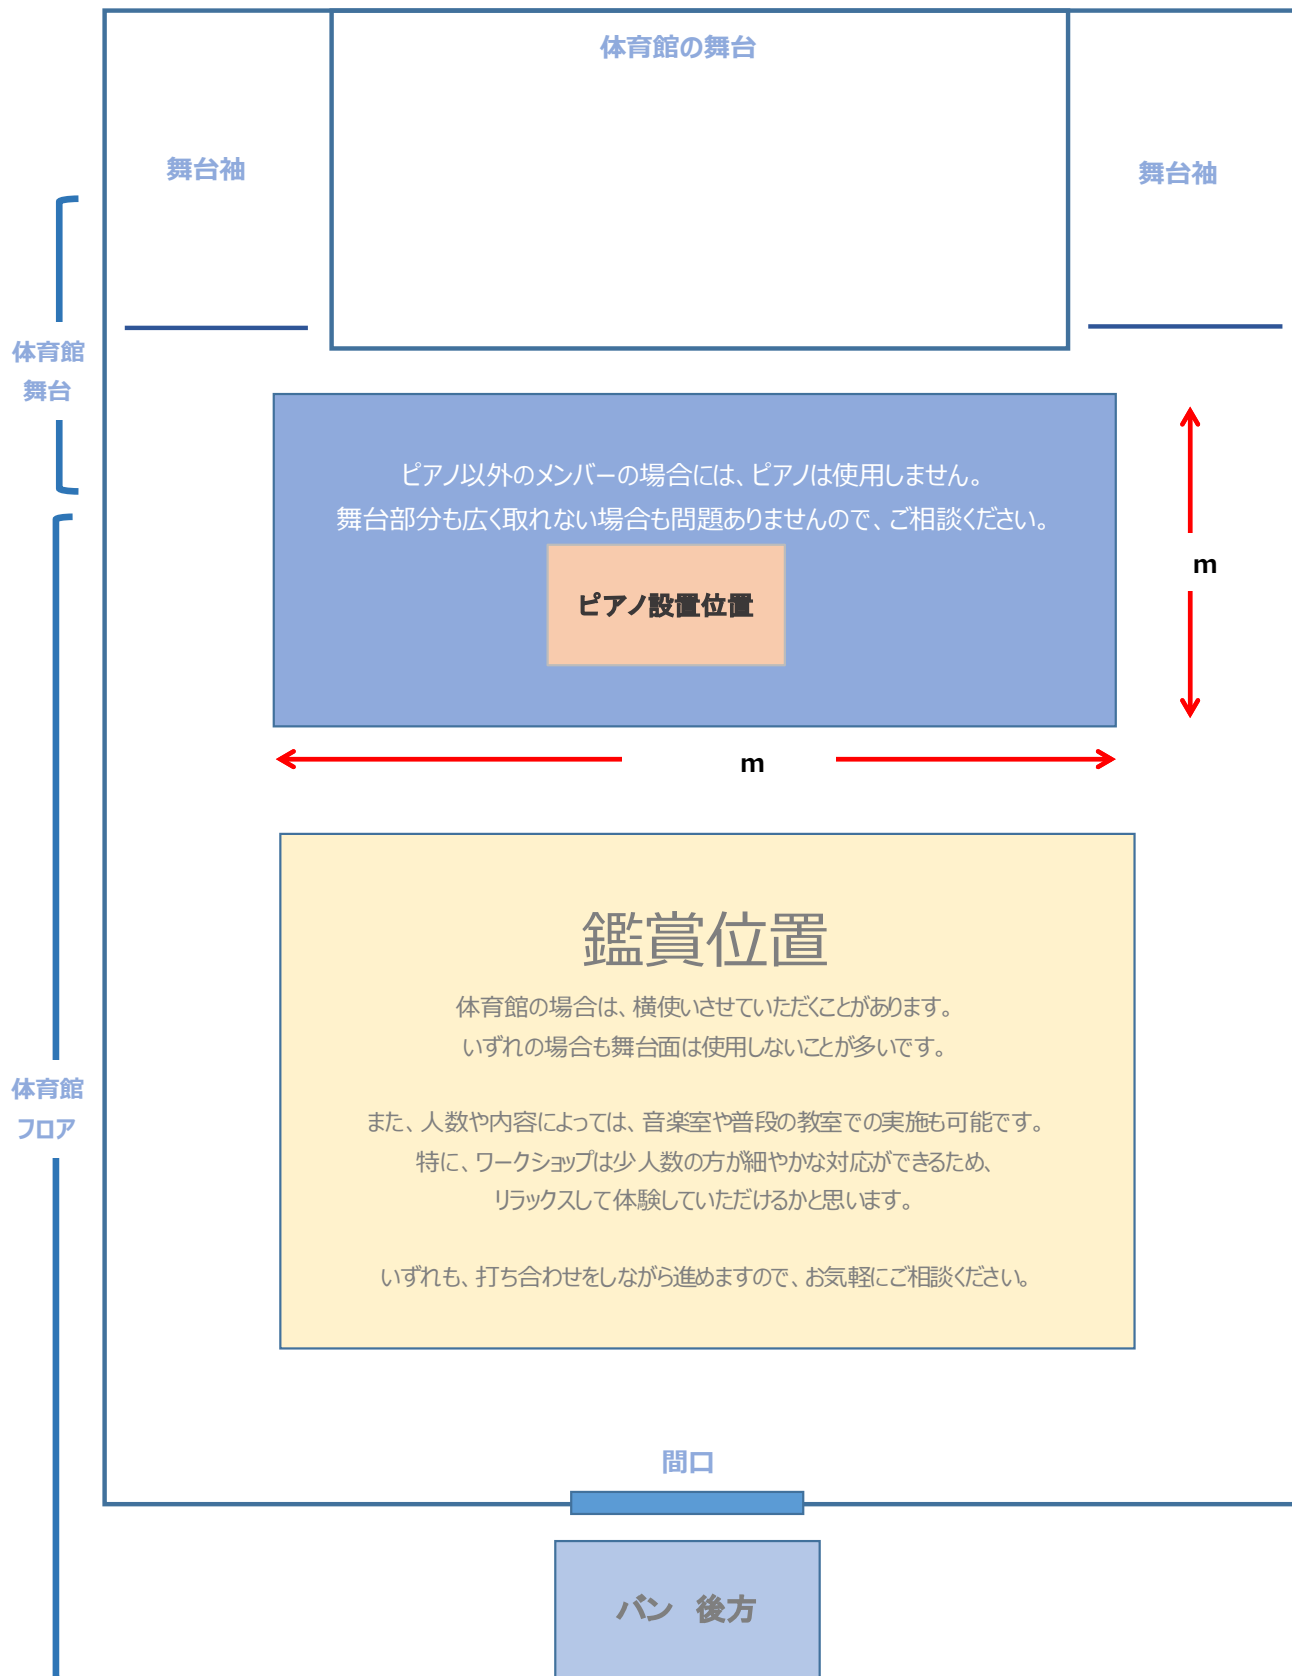 体育館の舞台
舞台袖
舞台袖
体育館
舞台
ピアノ以外のメンバーの場合には、ピアノは使用しません。
舞台部分も広く取れない場合も問題ありませんので、ご相談ください。
ピアノ設置位置
m
m
鑑賞位置
体育館の場合は、横使いさせていただくことがあります。
いずれの場合も舞台面は使用しないことが多いです。
また、人数や内容によっては、音楽室や普段の教室での実施も可能です。
特に、ワークショップは少人数の方が細やかな対応ができるため、
リラックスして体験していただけるかと思います。
いずれも、打ち合わせをしながら進めますので、お気軽にご相談ください。
体育館
フロア
間口
バン　後方